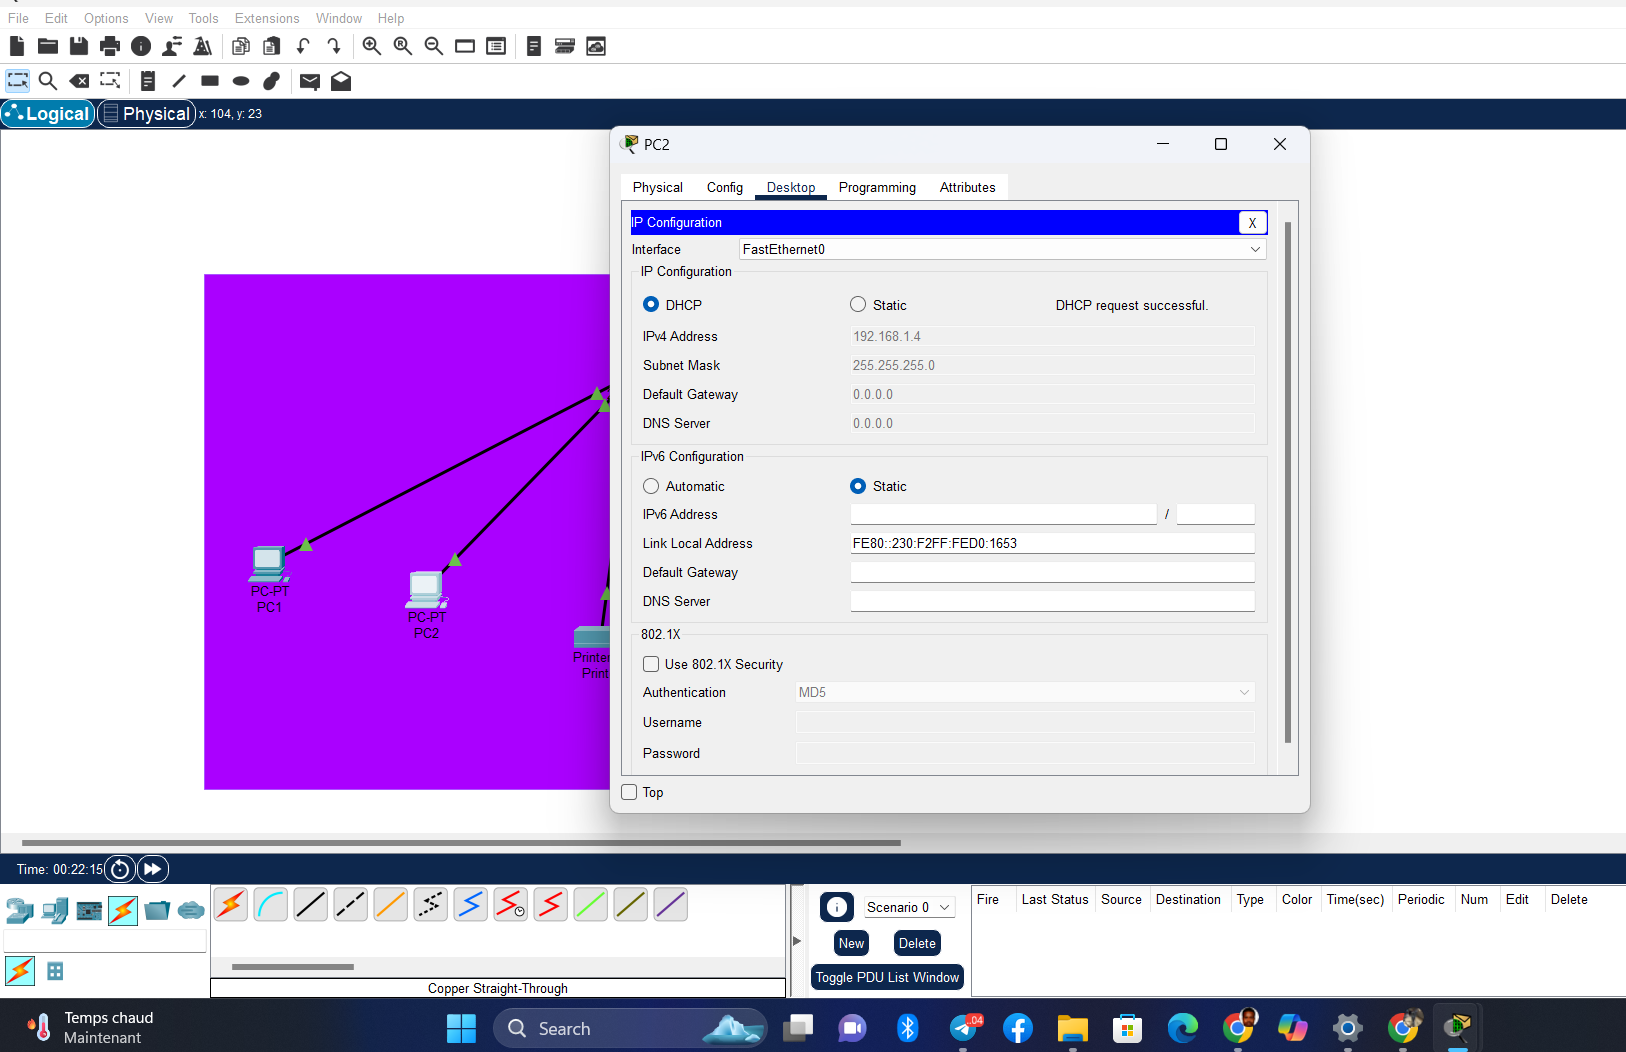 File Edit Options View Tools Extensions Window Help
Logical Physical x: 104, y: 23
PC2
Physical Config Desktop Programming Attributes
IP Configuration X
Interface FastEthernet0
IP Configuration
DHCP Static DHCP request successful.
IPv4 Address 192.168.1.4
Subnet Mask 255.255.255.0
Default Gateway 0.0.0.0
DNS Server 0.0.0.0
IPv6 Configuration
Automatic Static
IPv6 Address /
Link Local Address FE80::230:F2FF:FED0:1653
Default Gateway
DNS Server
802.1X
Use 802.1X Security
Authentication MD5
Username
Password
Top
PC-PT
PC1
PC-PT
PC2
Printer
Print
Time: 00:22:15
Copper Straight-Through
Scenario 0
New Delete
Toggle PDU List Window
Fire Last Status Source Destination Type Color Time(sec) Periodic Num Edit Delete
Temps chaud
Maintenant
Search
.04